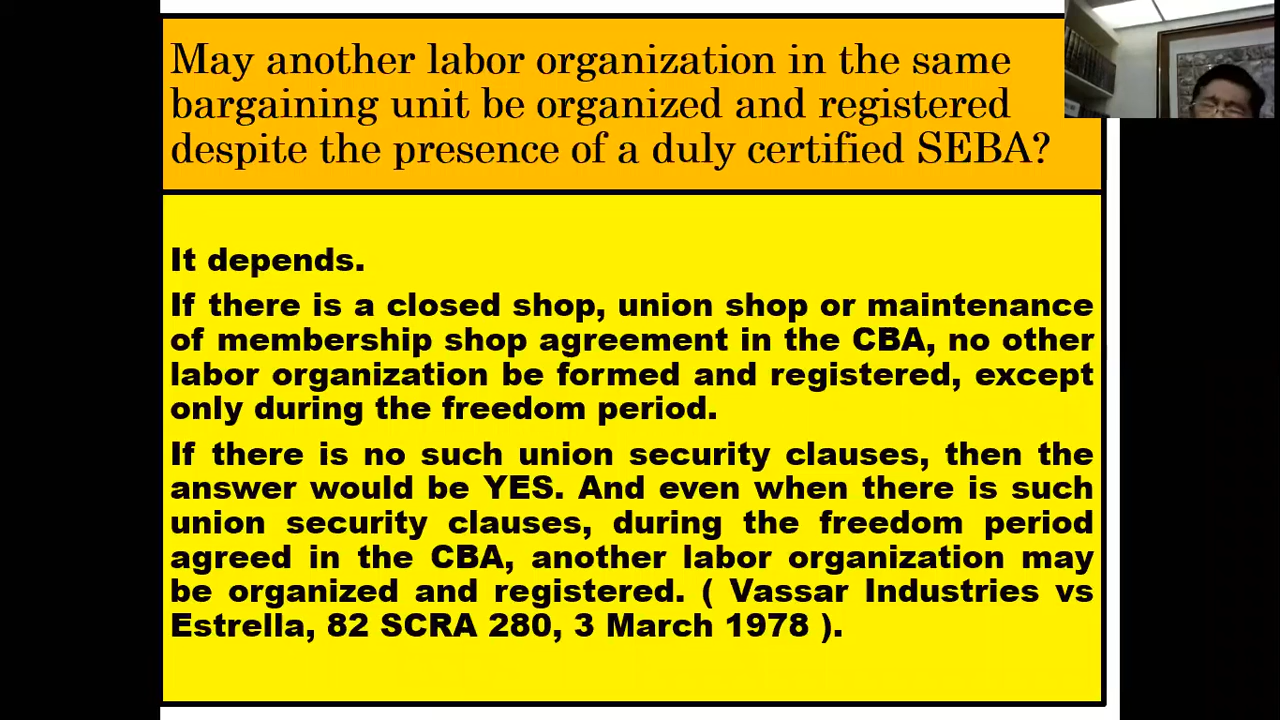 May another labor organization in the same
bargaining unit be organized and registered
despite the presence of a duly certified SEBA?
It depends.
If there is a closed shop, union shop or maintenance
of membership shop agreement in the CBA, no other
labor organization be formed and registered, except
only during the freedom period.
If there is no such union security clauses, then the
answer would be YES. And even when there is such
union security clauses, during the freedom period
agreed in the CBA, another labor organization may
be organized and registered. ( Vassar Industries vs
Estrella, 82 SCRA 280, 3 March 1978 ).